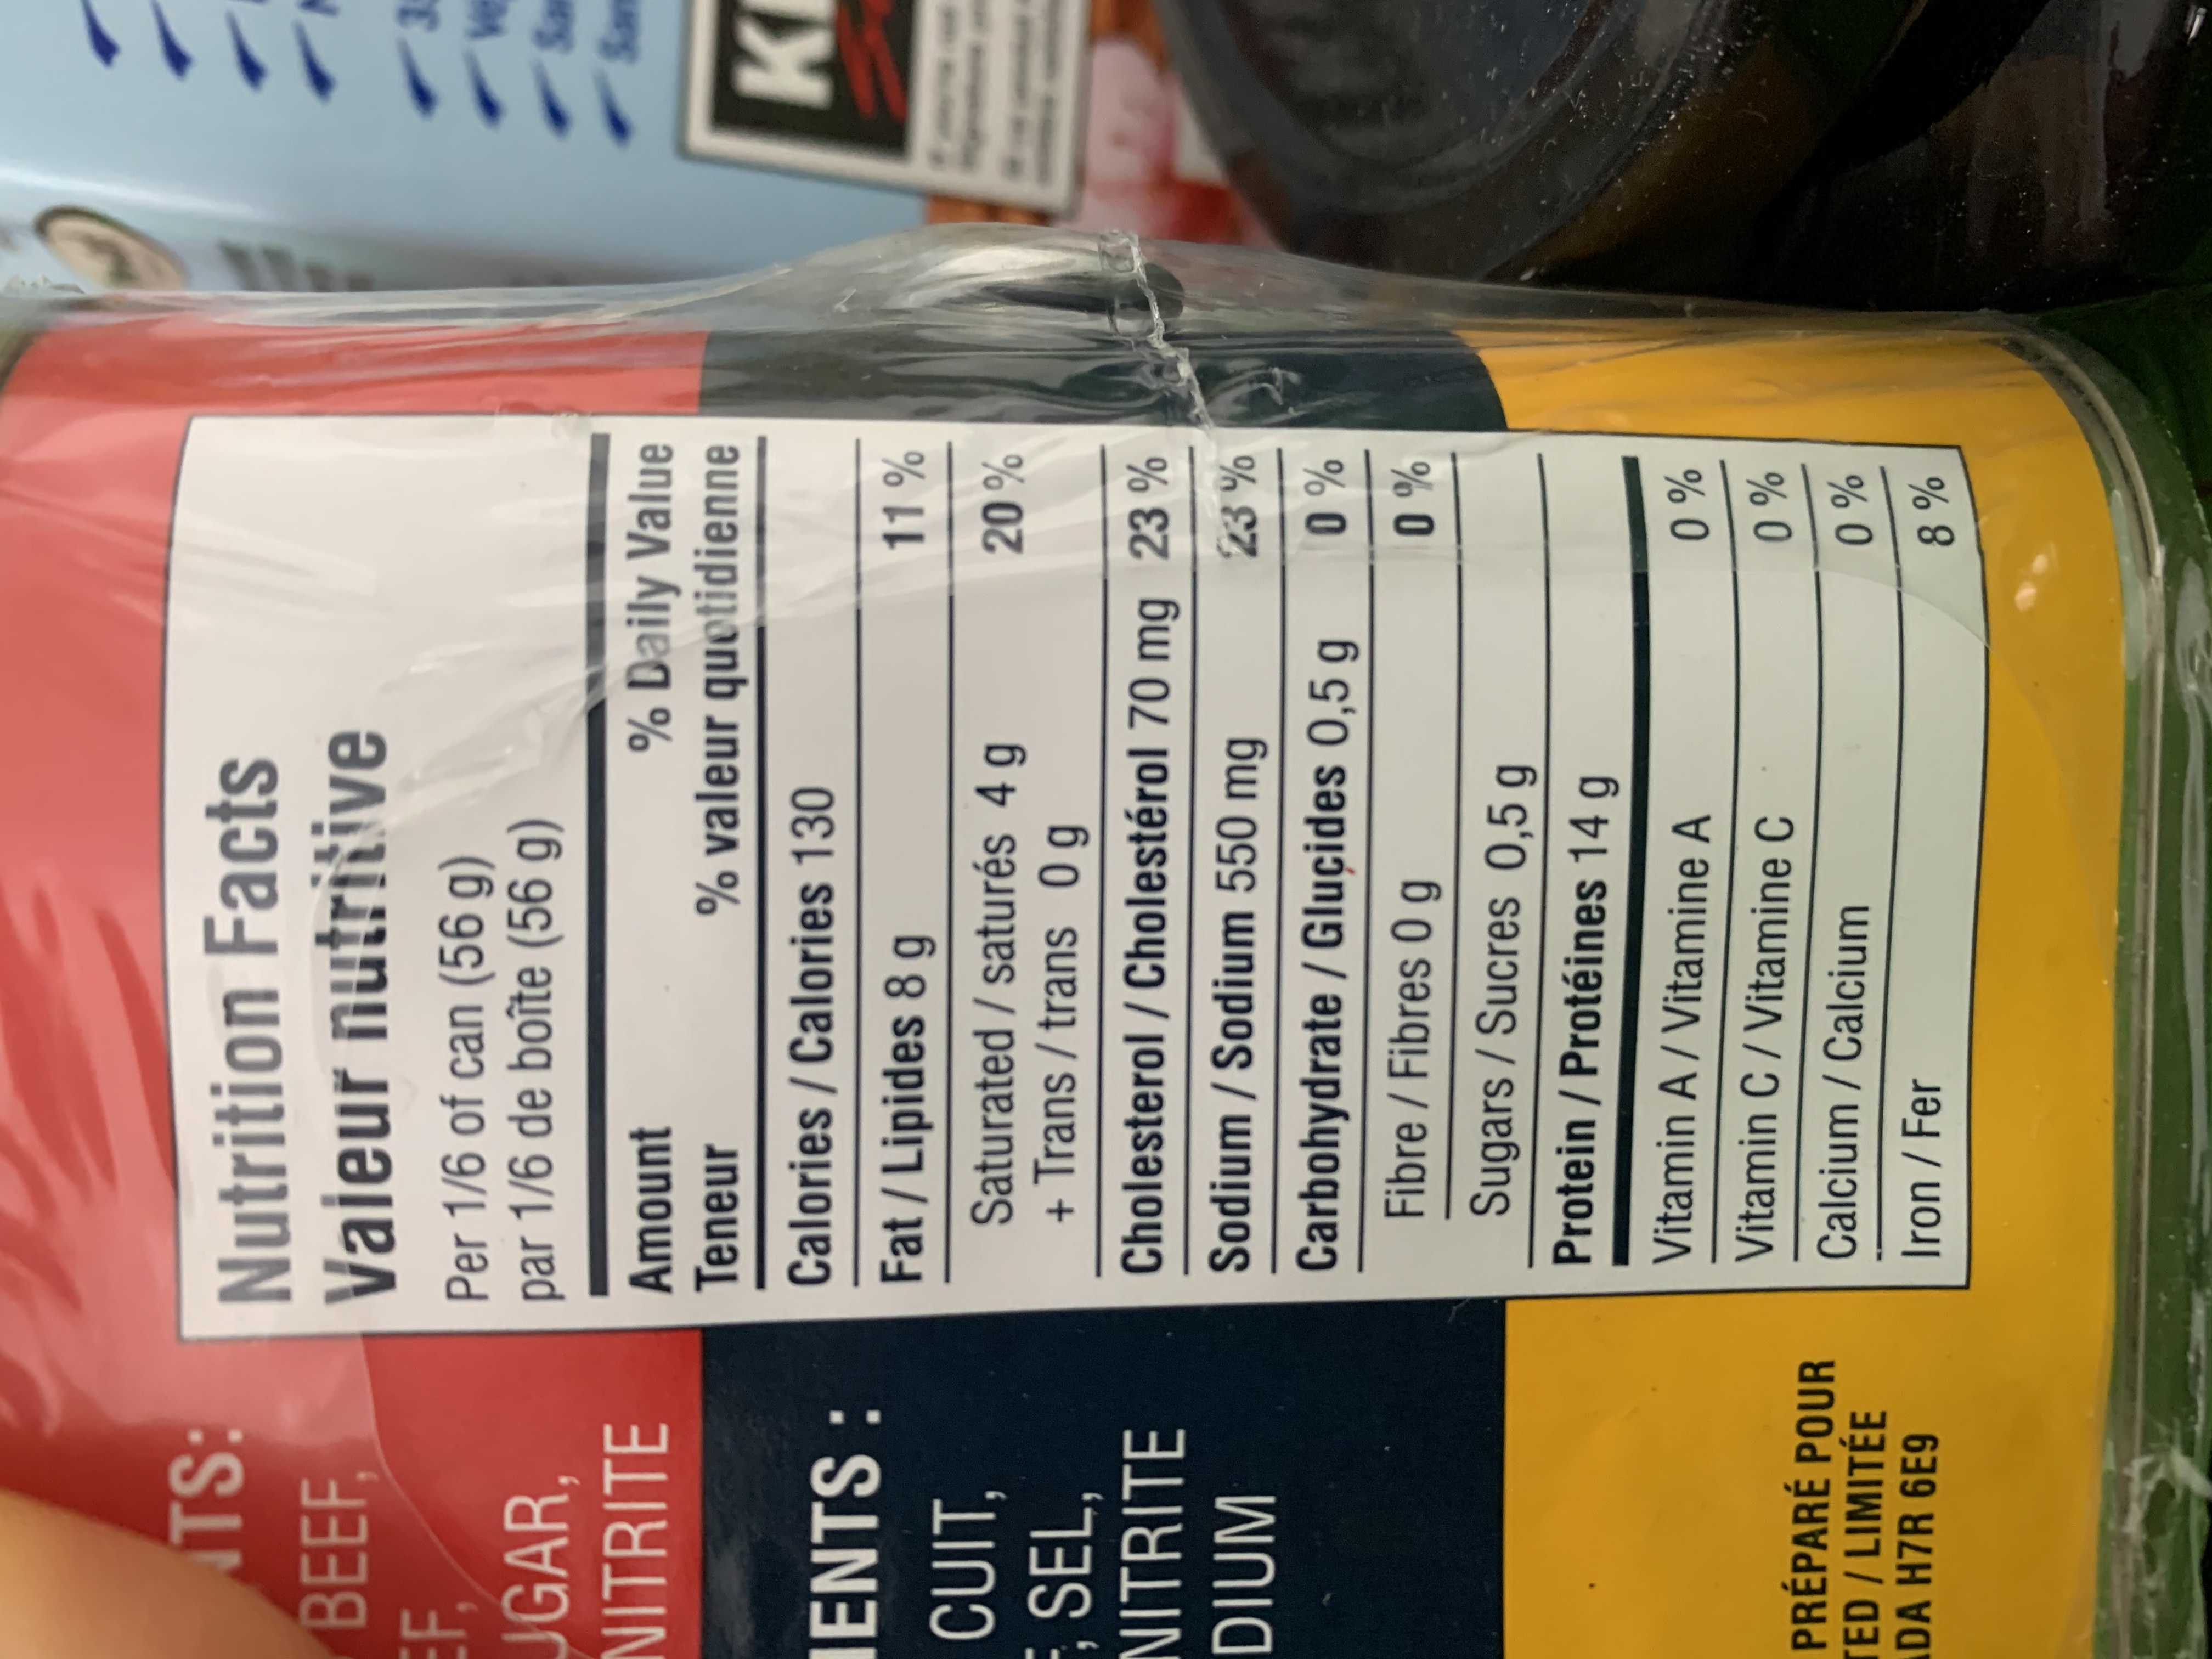 NTS:
BEEF,
EF,
UGAR,
NITRITE
IENTS :
CUIT,
F, SEL,
NITRITE
DIUM
PRÉPARÉ POUR
TED / LIMITÉE
ADA H7R 6E9
Nutrition Facts
Valeur nutritive
Per 1/6 of can (56 g)
par 1/6 de boîte (56 g)
Amount % Daily Value
Teneur % valeur quotidienne
Calories / Calories 130
Fat / Lipides 8 g 11 %
Saturated / saturés 4 g 20 %
+ Trans / trans 0 g
Cholesterol / Cholestérol 70 mg 23 %
Sodium / Sodium 550 mg 23 %
Carbohydrate / Glucides 0,5 g 0 %
Fibre / Fibres 0 g 0 %
Sugars / Sucres 0,5 g
Protein / Protéines 14 g
Vitamin A / Vitamine A 0 %
Vitamin C / Vitamine C 0 %
Calcium / Calcium 0 %
Iron / Fer 8 %
KI